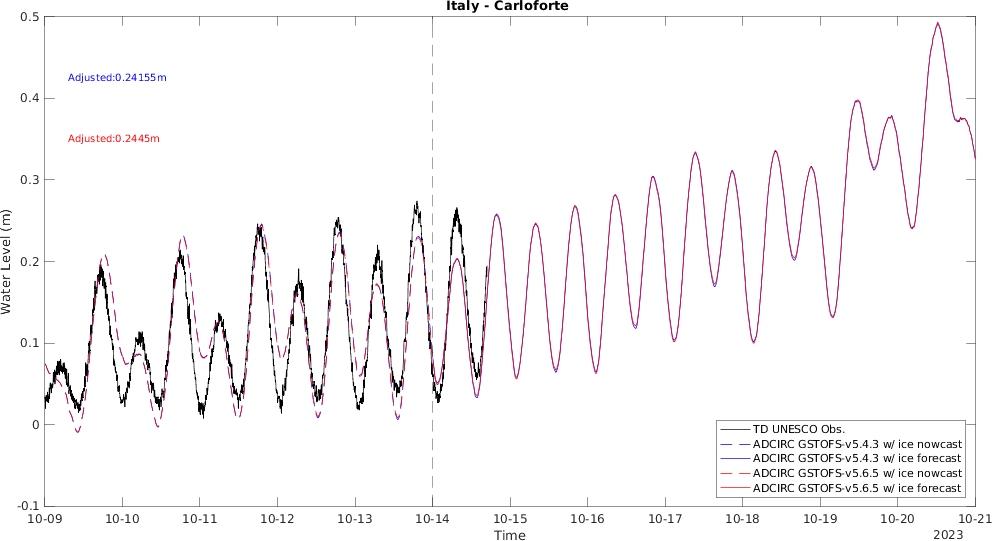 Italy - Carloforte
0.5
0.4
0.3
0.2
0.1
0
-0.1
Water Level (m)
Adjusted:0.24155m
Adjusted:0.2445m
TD UNESCO Obs.
ADCIRC GSTOFS-v5.4.3 w/ ice nowcast
ADCIRC GSTOFS-v5.4.3 w/ ice forecast
ADCIRC GSTOFS-v5.6.5 w/ ice nowcast
ADCIRC GSTOFS-v5.6.5 w/ ice forecast
10-09 10-10 10-11 10-12 10-13 10-14 10-15 10-16 10-17 10-18 10-19 10-20 10-21
Time
2023